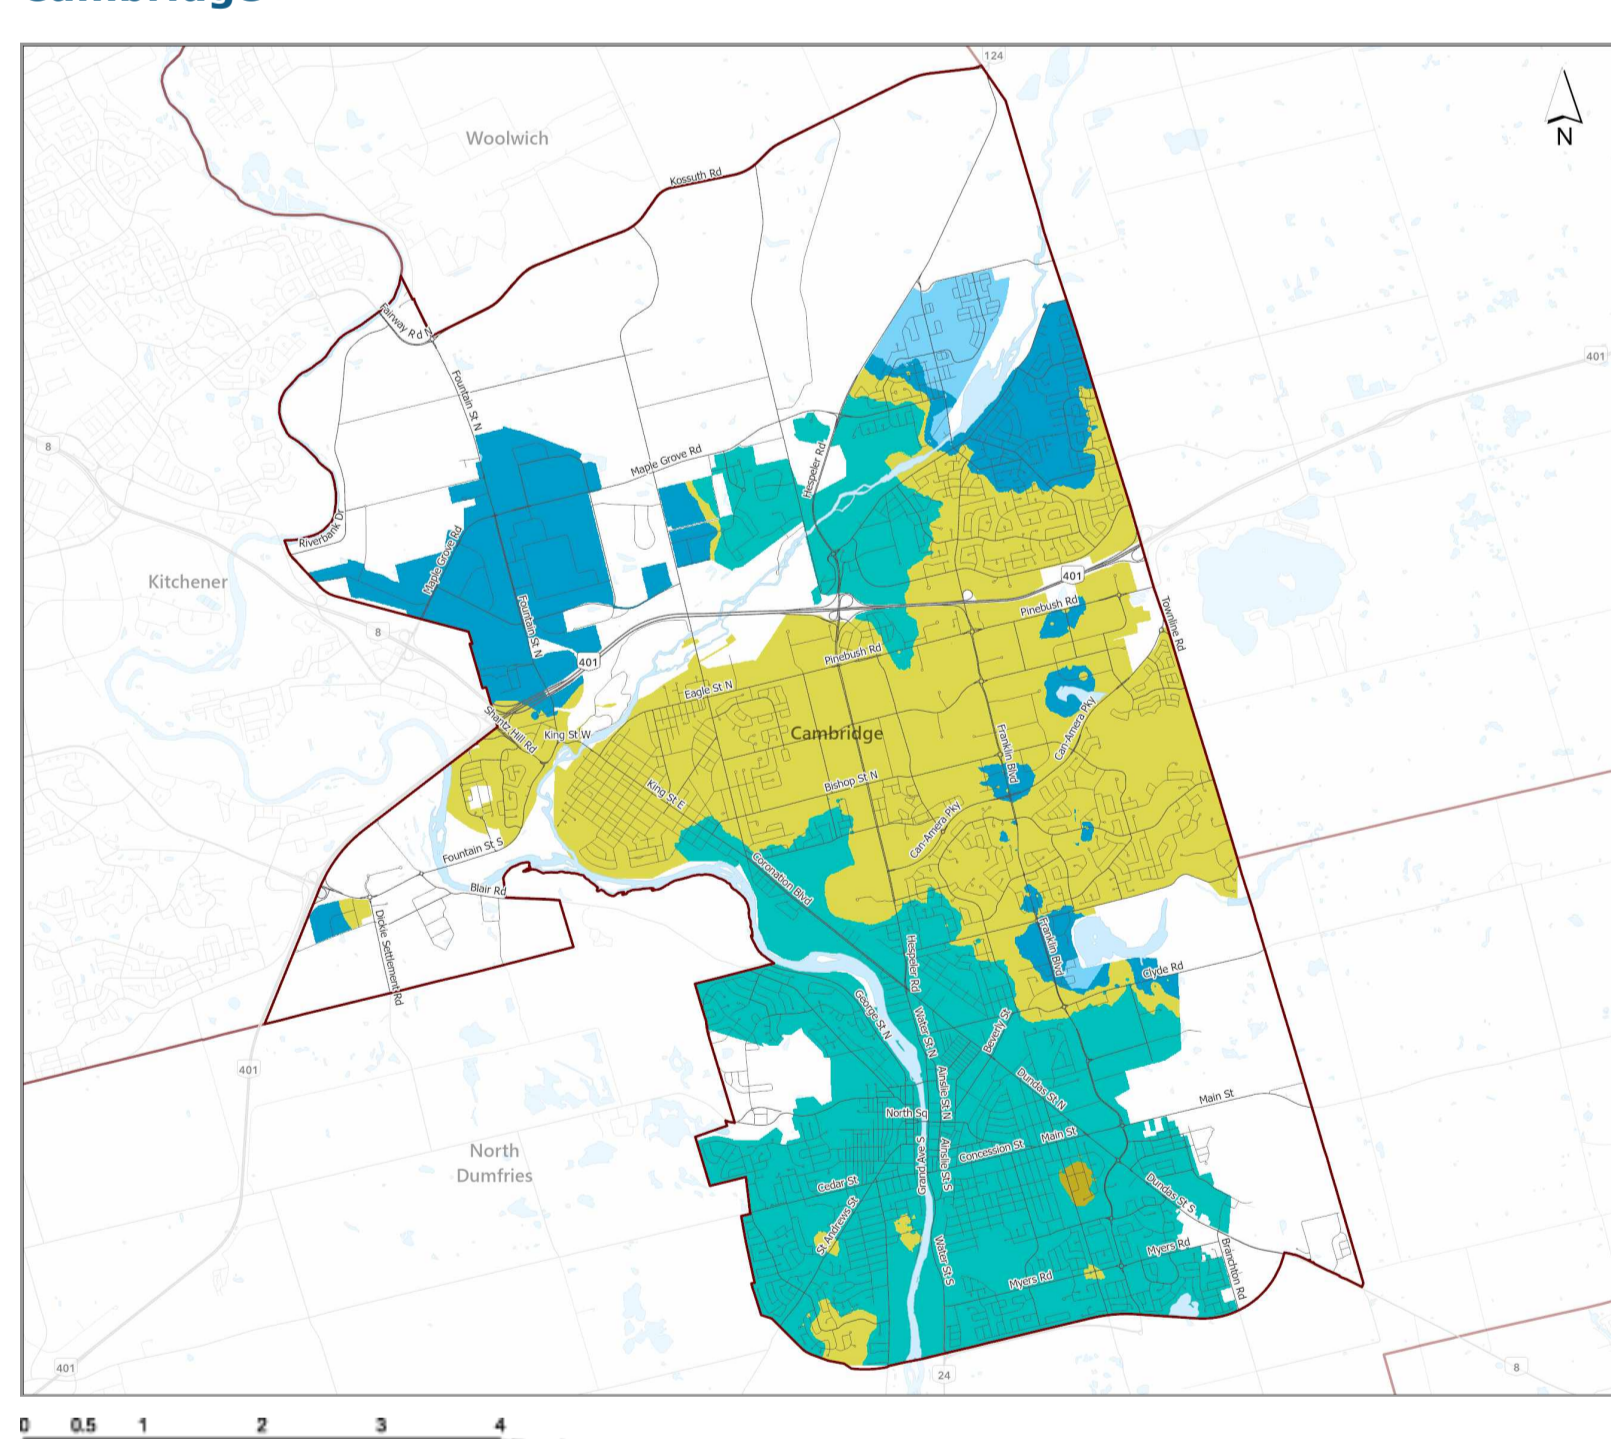 Cambridge
124
Woolwich
N
Kossuth Rd
Fairway Rd N
401
Fountain St N
8
Maple Grove Rd
Hespeler Rd
Riverbank Dr
Maple Grove Rd
Kitchener
401
Pinebush Rd
Fountain St N
Townline Rd
8
401
Pinebush Rd
Eagle St N
Shantz Hill Rd
King St W
Cambridge
Franklin Blvd
Can-Amera Pky
Bishop St N
King St E
Can-Amera Pky
Fountain St S
Coronation Blvd
Blair Rd
Dickie Settlement Rd
Hespeler Rd
Franklin Blvd
Clyde Rd
George St N
Water St N
Beverly St
401
Ainslie St N
Dundas St N
Main St
North Sq
North
Dumfries
Grand Ave S
Ainslie St S
Concession St
Main St
Cedar St
Dundas St S
St Andrews St
Water St S
Myers Rd
Branchton Rd
Myers Rd
401
24
8
0 0.5 1 2 3 4